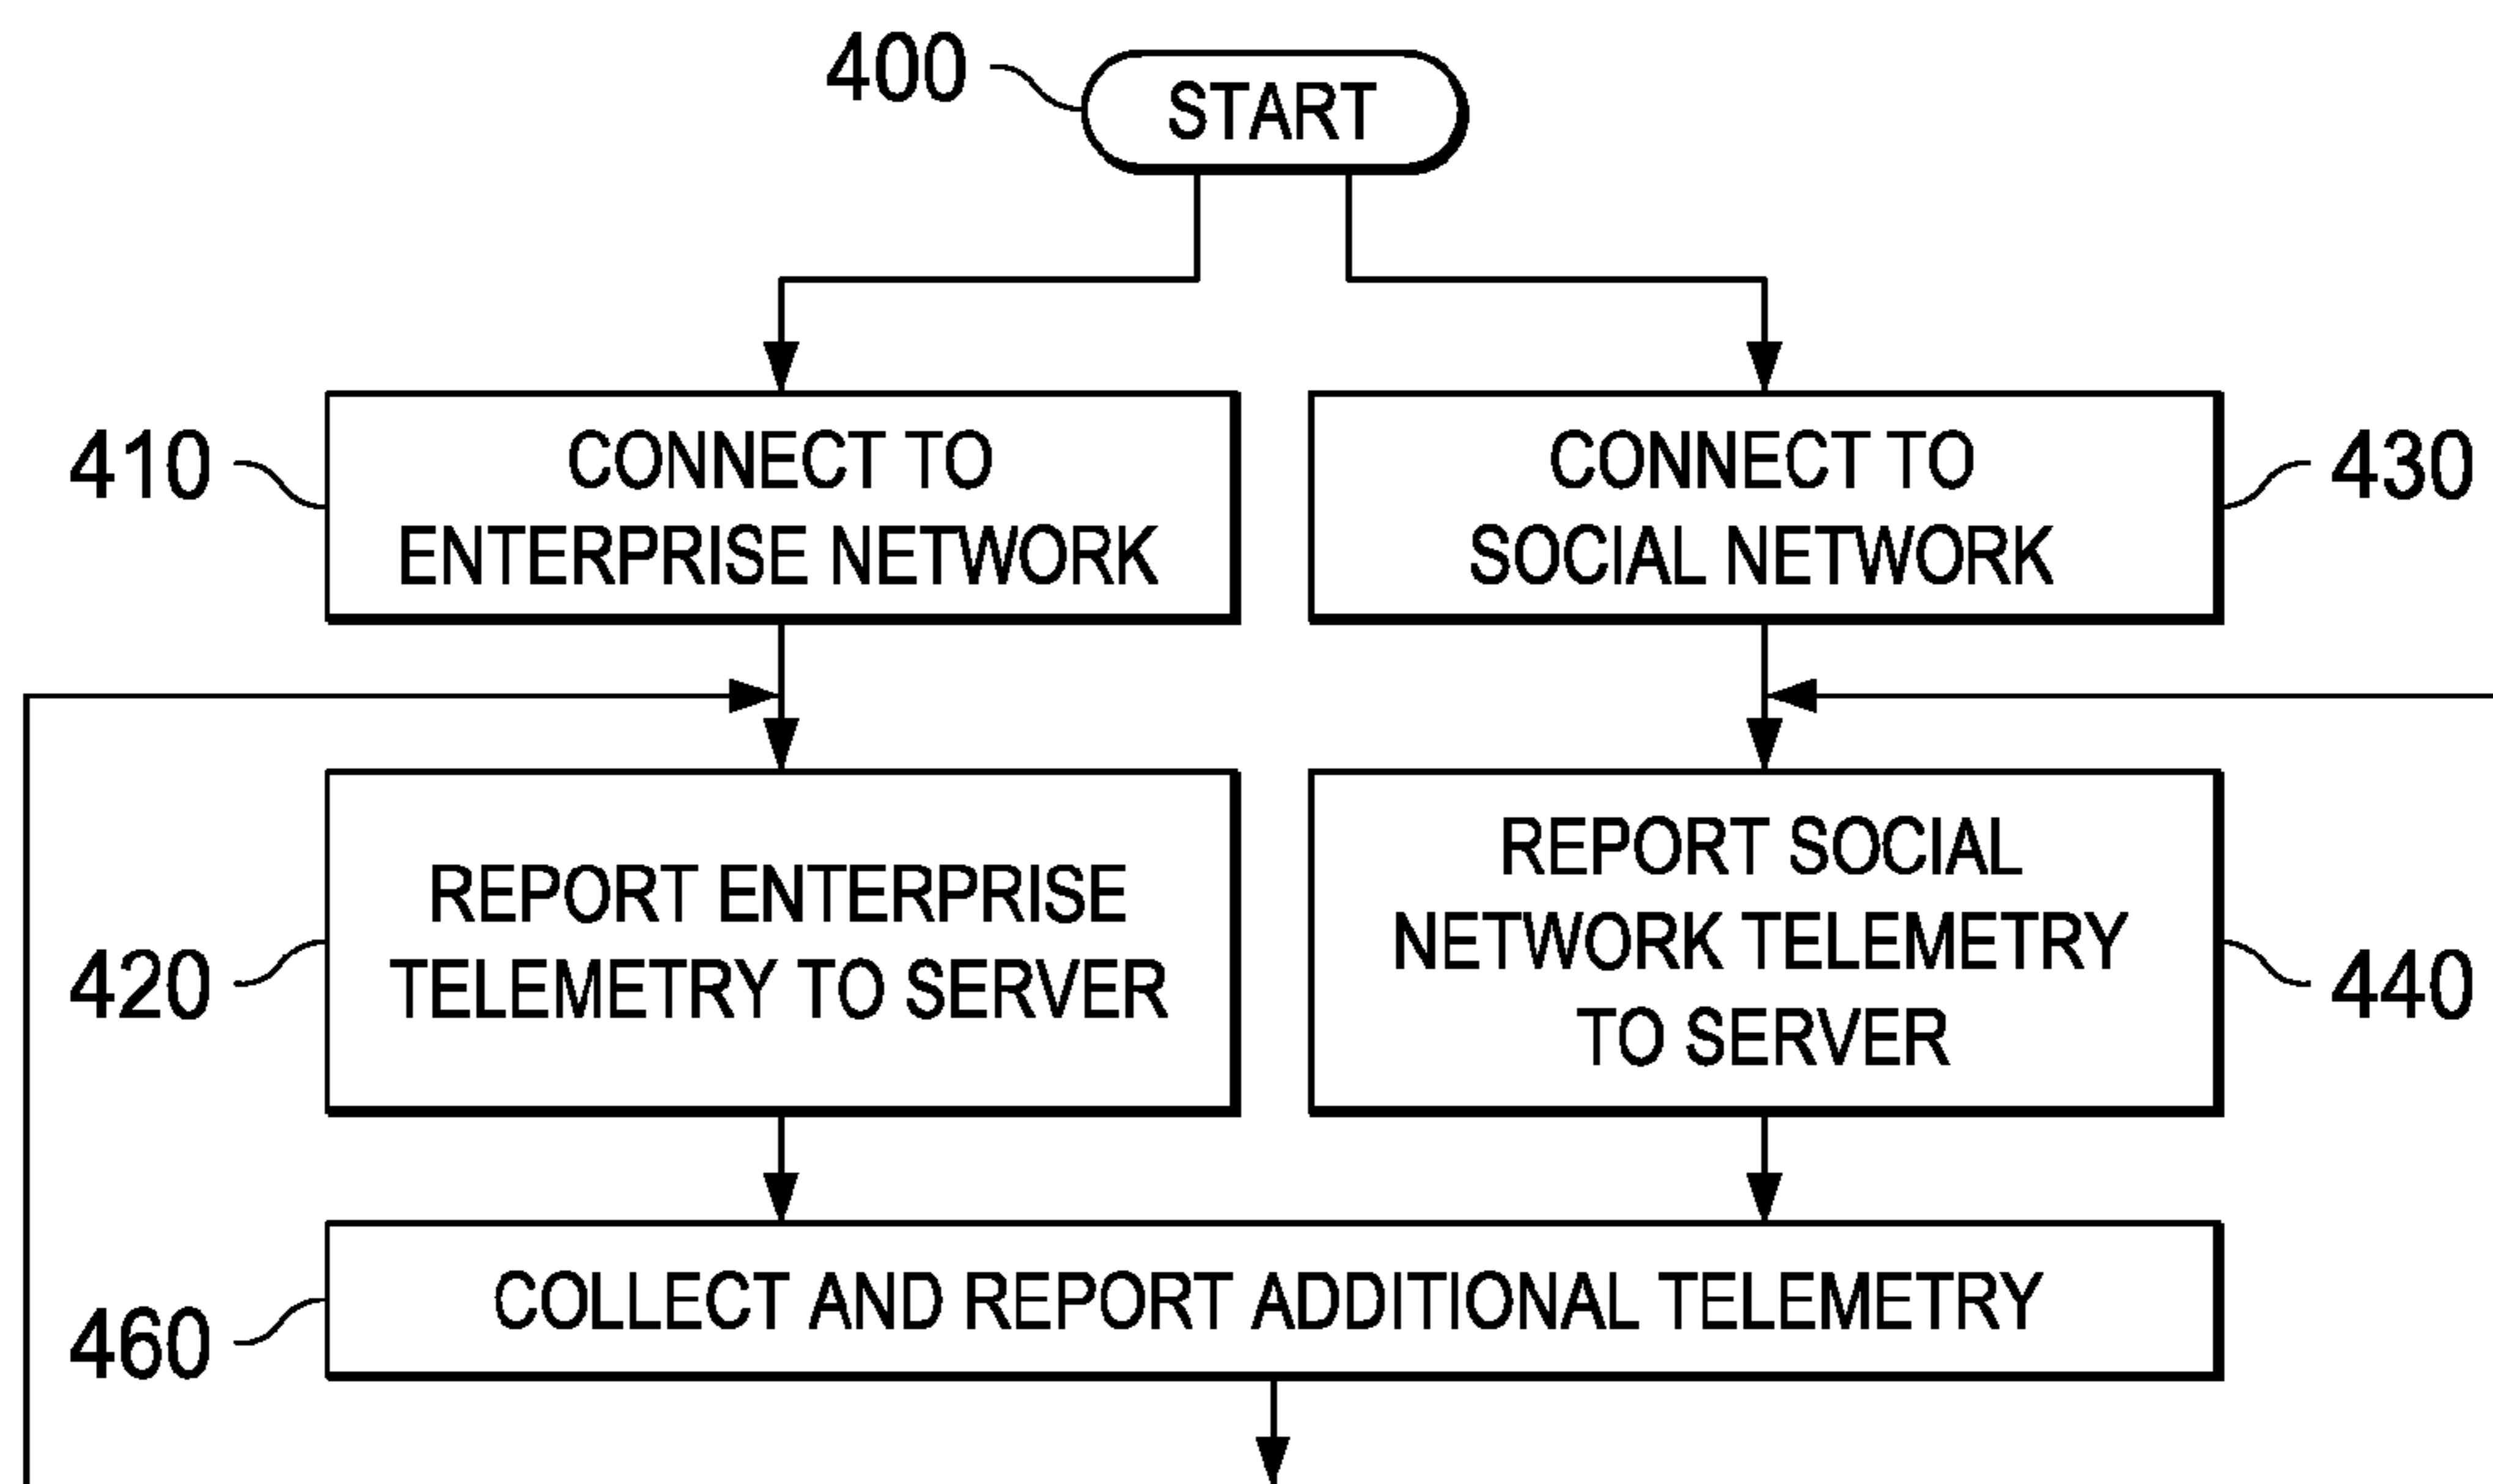 400
START
410
CONNECT TO
ENTERPRISE NETWORK
CONNECT TO
SOCIAL NETWORK
430
420
REPORT ENTERPRISE
TELEMETRY TO SERVER
REPORT SOCIAL
NETWORK TELEMETRY
TO SERVER
440
460
COLLECT AND REPORT ADDITIONAL TELEMETRY